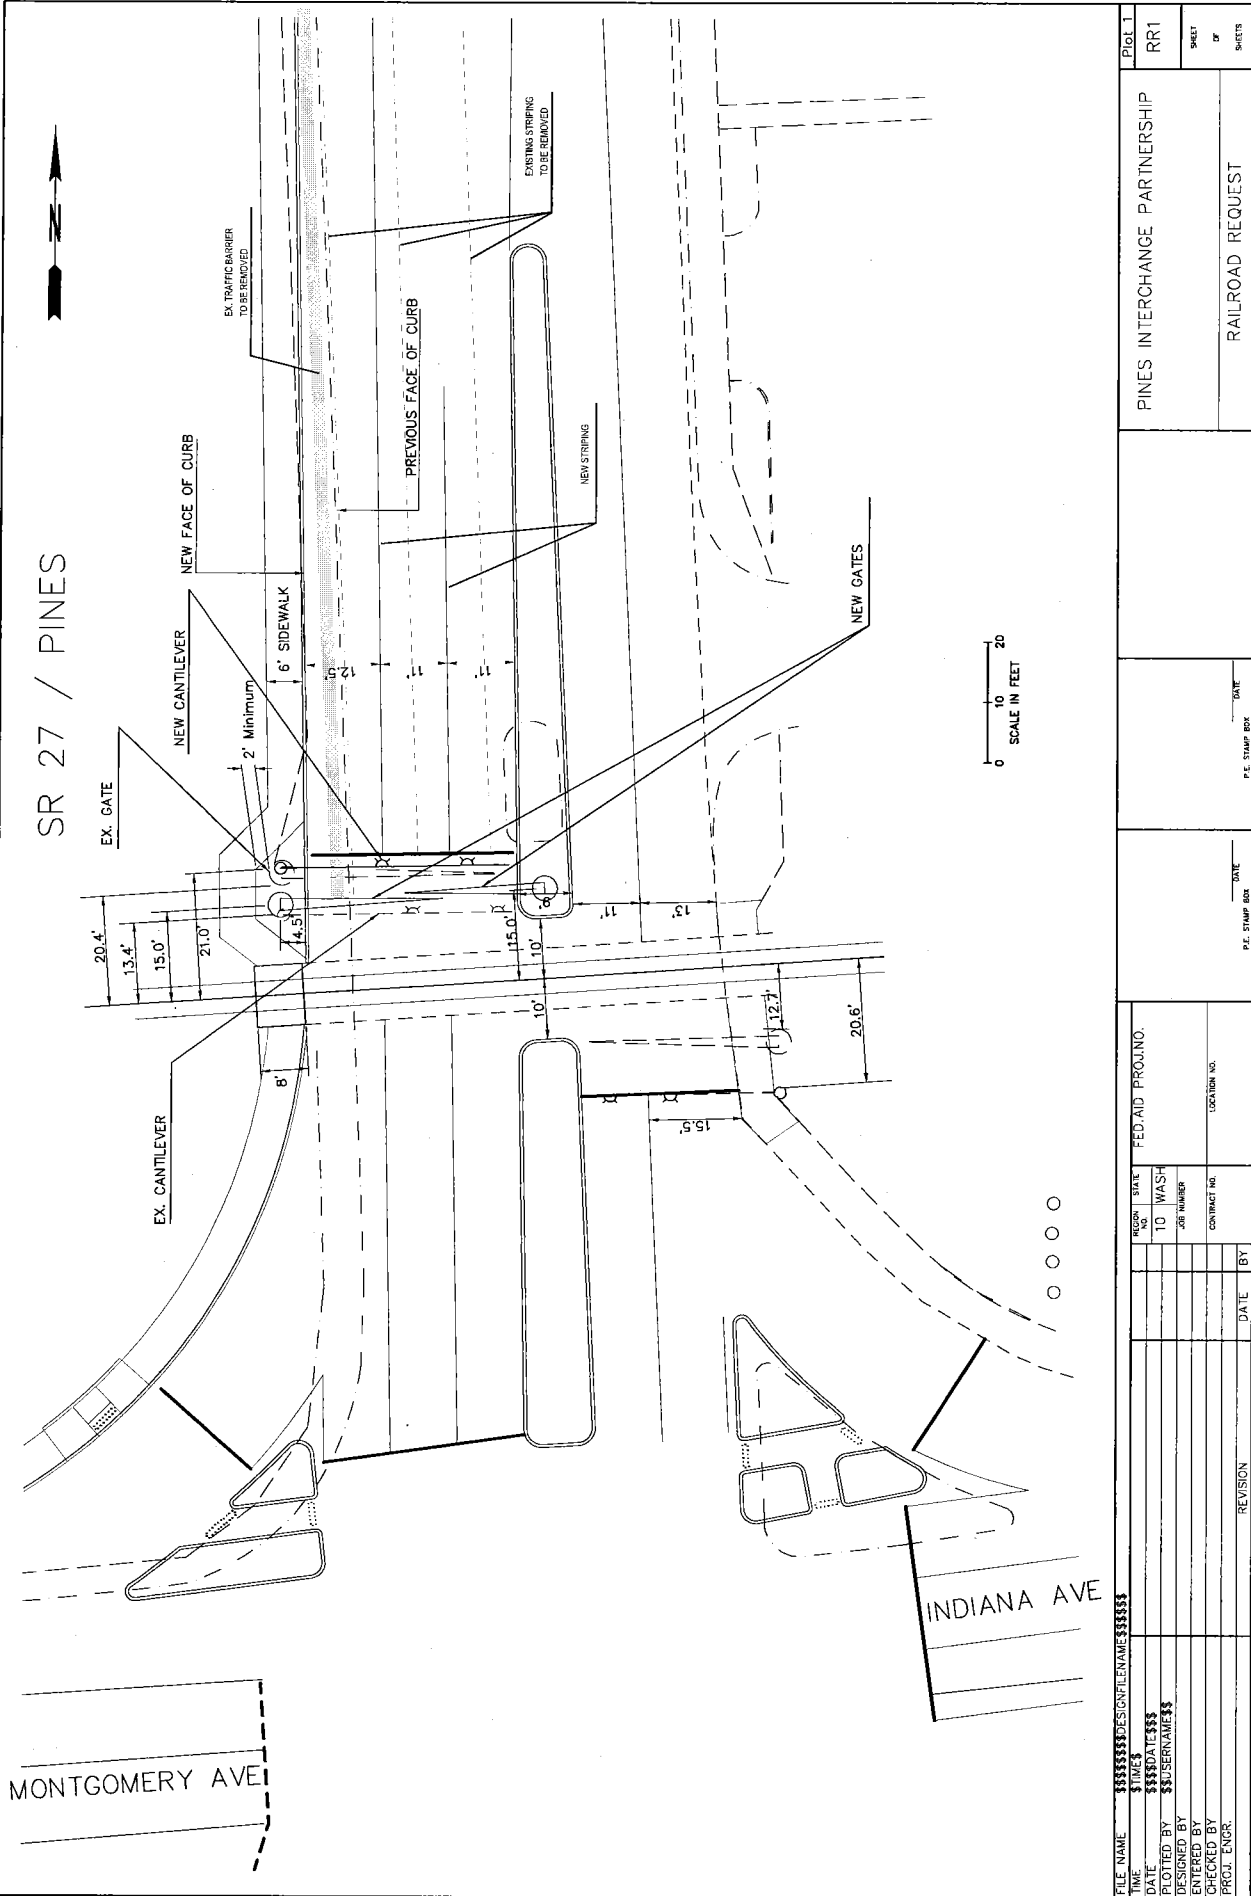 SR 27 / PINES
N
EX. TRAFFIC BARRIER
TO BE REMOVED
EXISTING STRIPING
TO BE REMOVED
PREVIOUS FACE OF CURB
NEW FACE OF CURB
NEW STRIPING
NEW CANTILEVER
6' SIDEWALK
2' Minimum
EX. GATE
12.5'
11'
11'
NEW GATES
20.4'
13.4'
15.0'
21.0'
4.5'
15.0'
8'
11'
13'
10'
10'
12.7'
20.6'
8'
EX. CANTILEVER
15.5'
0 10 20
SCALE IN FEET
MONTGOMERY AVE
INDIANA AVE
FILE NAME $$$$$$$DESIGNFILENAME$$$$$$
TIME $TIME$
DATE $$$$DATE$$$
PLOTTED BY $$USERNAME$$
DESIGNED BY
ENTERED BY
CHECKED BY
PROJ. ENGR.
REVISION
DATE
BY
REGION NO.
STATE
10 WASH
JOB NUMBER
CONTRACT NO.
FED.AID PROJ.NO.
LOCATION NO.
P.E. STAMP BOX
DATE
P.E. STAMP BOX
DATE
PINES INTERCHANGE PARTNERSHIP
RAILROAD REQUEST
Plot 1
RR1
SHEET
OF
SHEETS